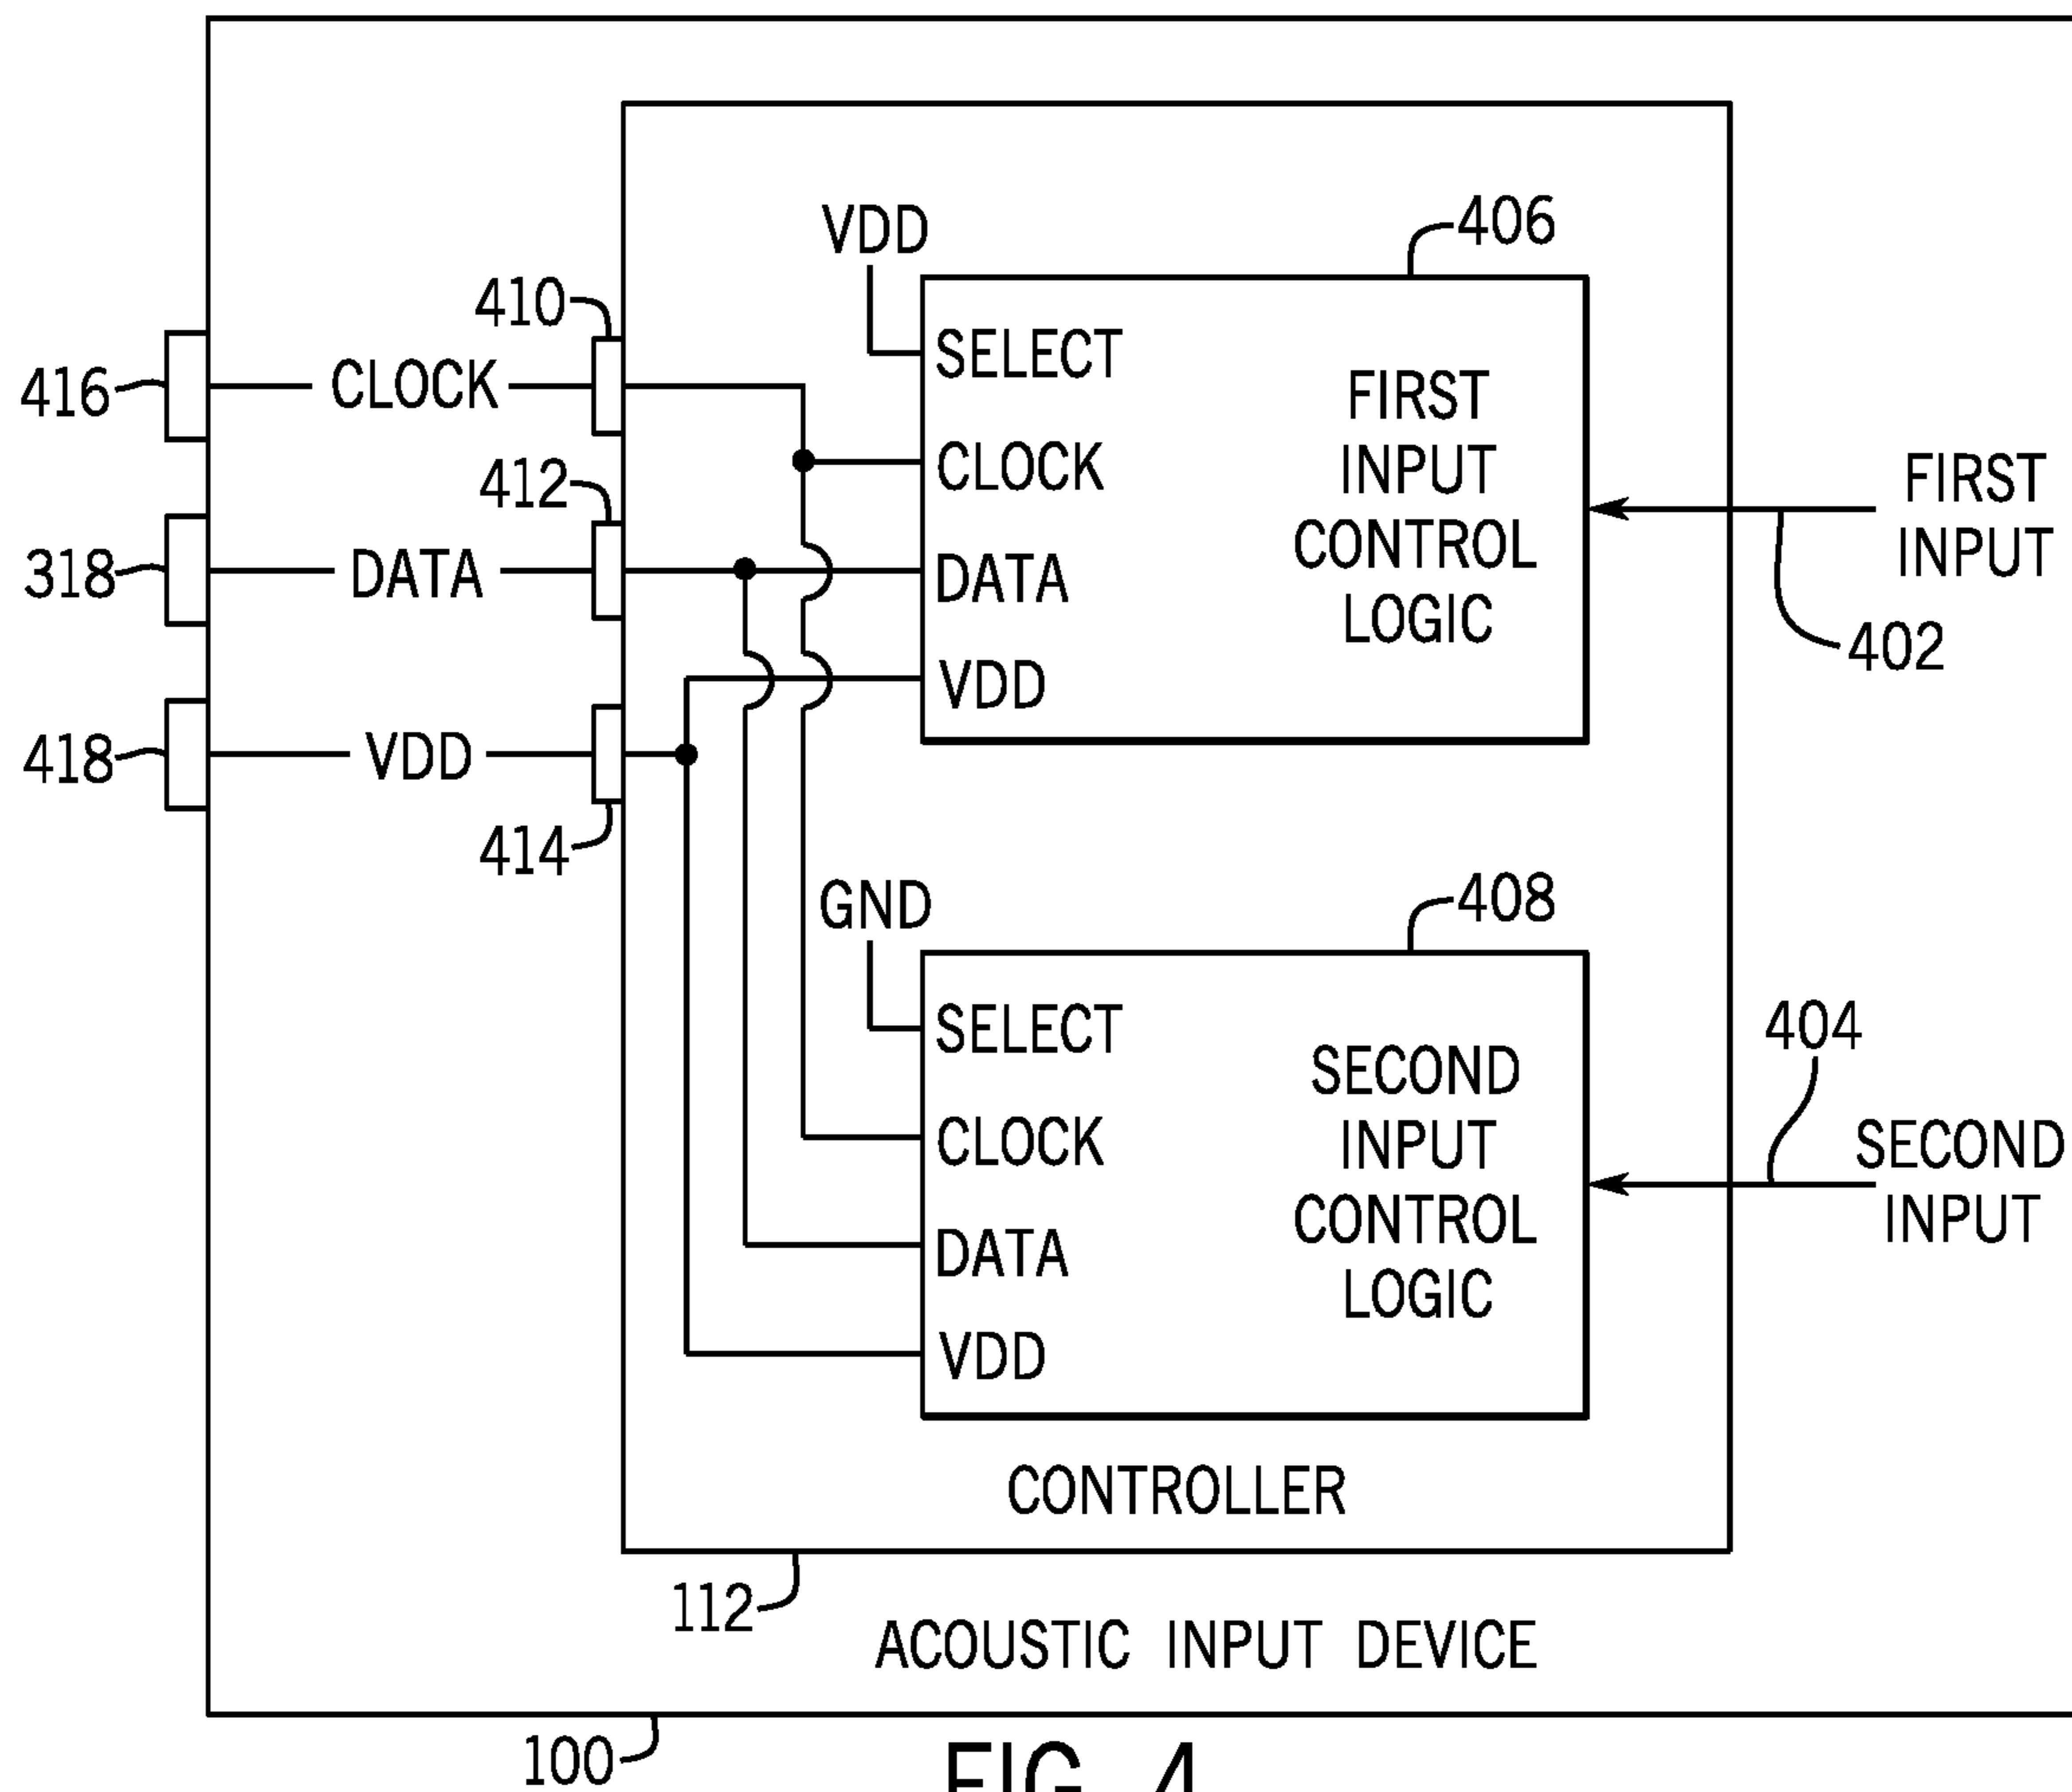 VDD
406
410
SELECT
416
CLOCK
FIRST
INPUT
CONTROL
LOGIC
CLOCK
FIRST
INPUT
412
318
DATA
DATA
402
VDD
418
VDD
414
GND
408
SELECT
404
SECOND
INPUT
CONTROL
LOGIC
CLOCK
SECOND
INPUT
DATA
VDD
CONTROLLER
112
ACOUSTIC INPUT DEVICE
100
FIG. 4